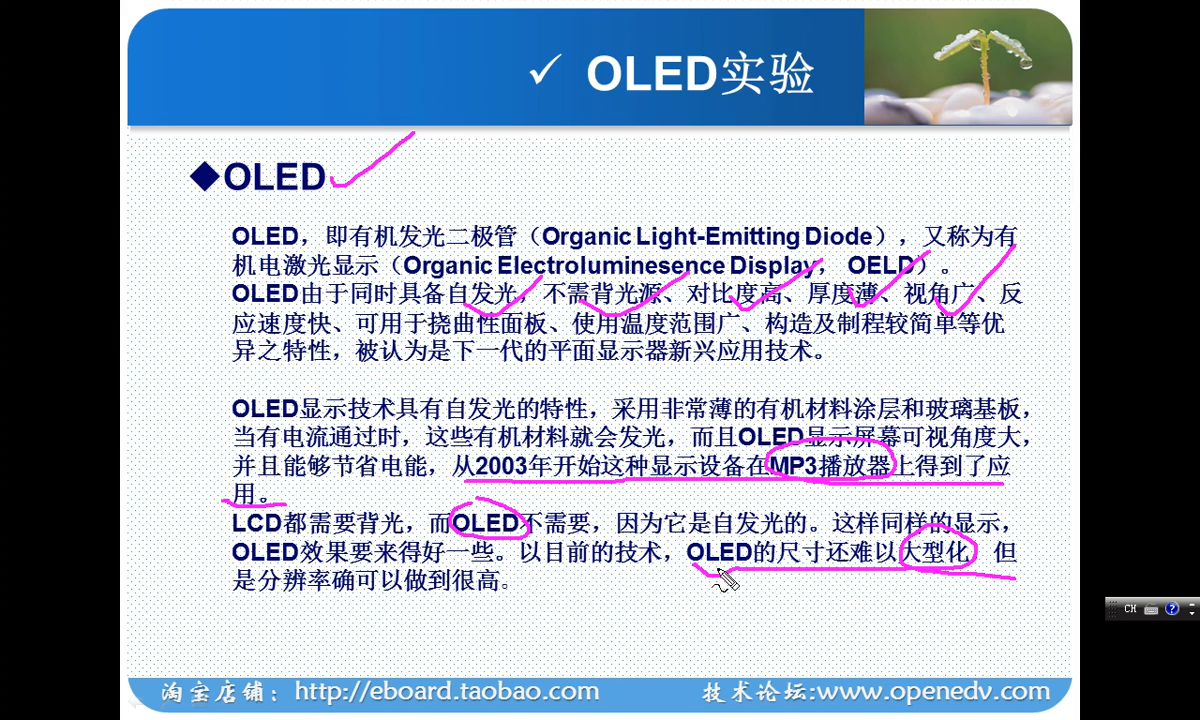 ✓ OLED实验
◆OLED
OLED，即有机发光二极管（Organic Light-Emitting Diode），又称为有
机电激光显示（Organic Electroluminesence Display， OELD）。
OLED由于同时具备自发光，不需背光源、对比度高、厚度薄、视角广、反
应速度快、可用于挠曲性面板、使用温度范围广、构造及制程较简单等优
异之特性，被认为是下一代的平面显示器新兴应用技术。
OLED显示技术具有自发光的特性，采用非常薄的有机材料涂层和玻璃基板，
当有电流通过时，这些有机材料就会发光，而且OLED显示屏幕可视角度大，
并且能够节省电能，从2003年开始这种显示设备在MP3播放器上得到了应
用。
LCD都需要背光，而OLED不需要，因为它是自发光的。这样同样的显示，
OLED效果要来得好一些。以目前的技术，OLED的尺寸还难以大型化，但
是分辨率确可以做到很高。
CH
淘宝店铺：http://eboard.taobao.com 技术论坛:www.openedv.com